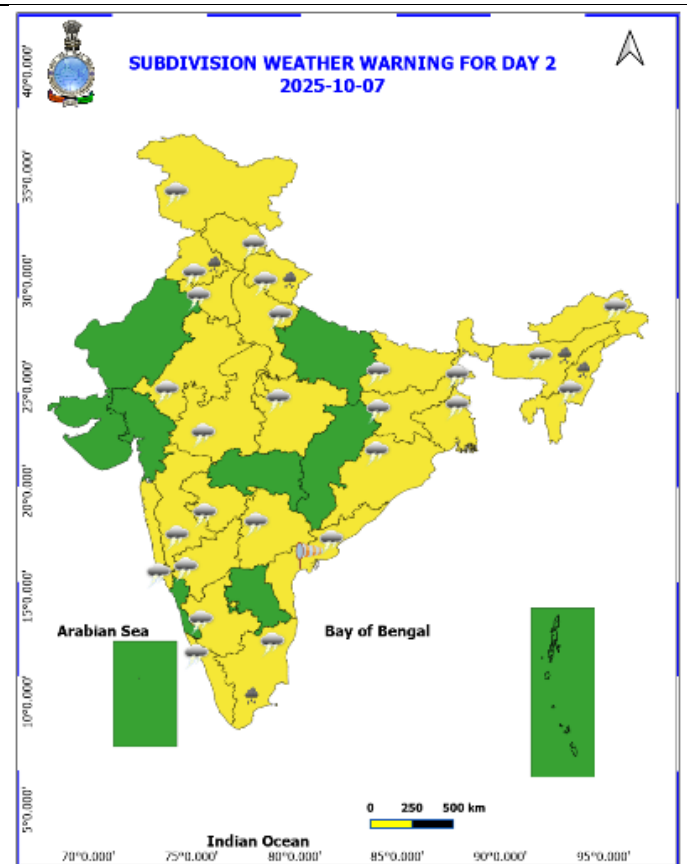 SUBDIVISION WEATHER WARNING FOR DAY 2
2025-10-07
40°0.000'
35°0.000'
30°0.000'
25°0.000'
20°0.000'
15°0.000'
10°0.000'
5°0.000'
Arabian Sea
Bay of Bengal
0 250 500 km
Indian Ocean
70°0.000' 75°0.000' 80°0.000' 85°0.000' 90°0.000' 95°0.000'